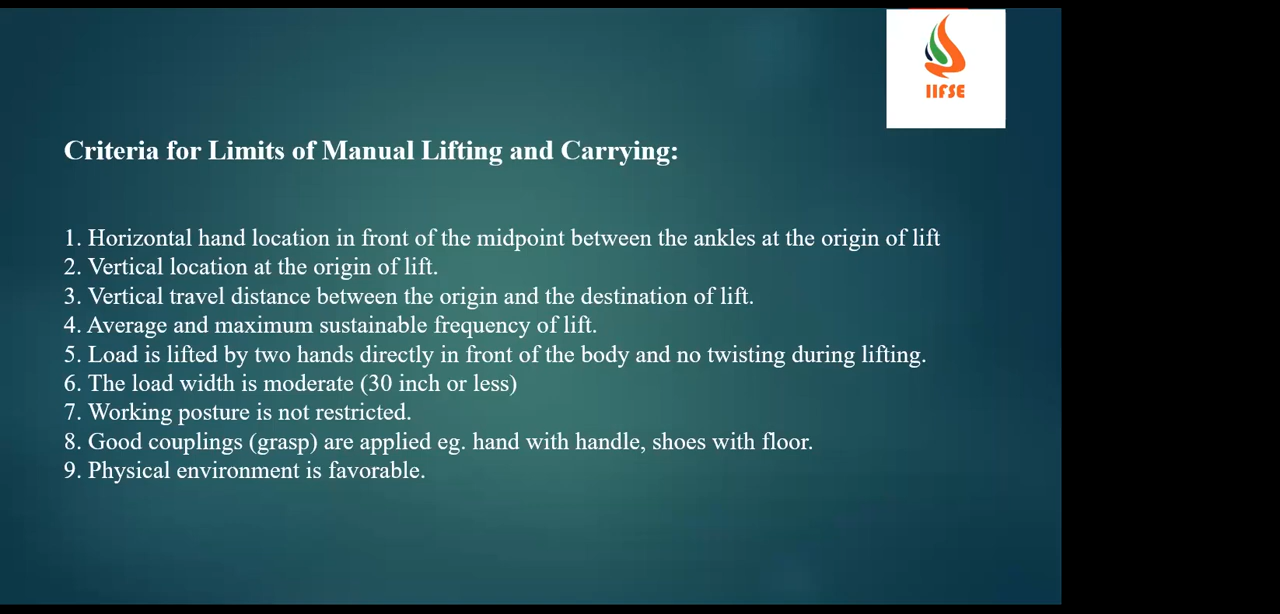 IIFSE
Criteria for Limits of Manual Lifting and Carrying:
1. Horizontal hand location in front of the midpoint between the ankles at the origin of lift
2. Vertical location at the origin of lift.
3. Vertical travel distance between the origin and the destination of lift.
4. Average and maximum sustainable frequency of lift.
5. Load is lifted by two hands directly in front of the body and no twisting during lifting.
6. The load width is moderate (30 inch or less)
7. Working posture is not restricted.
8. Good couplings (grasp) are applied eg. hand with handle, shoes with floor.
9. Physical environment is favorable.